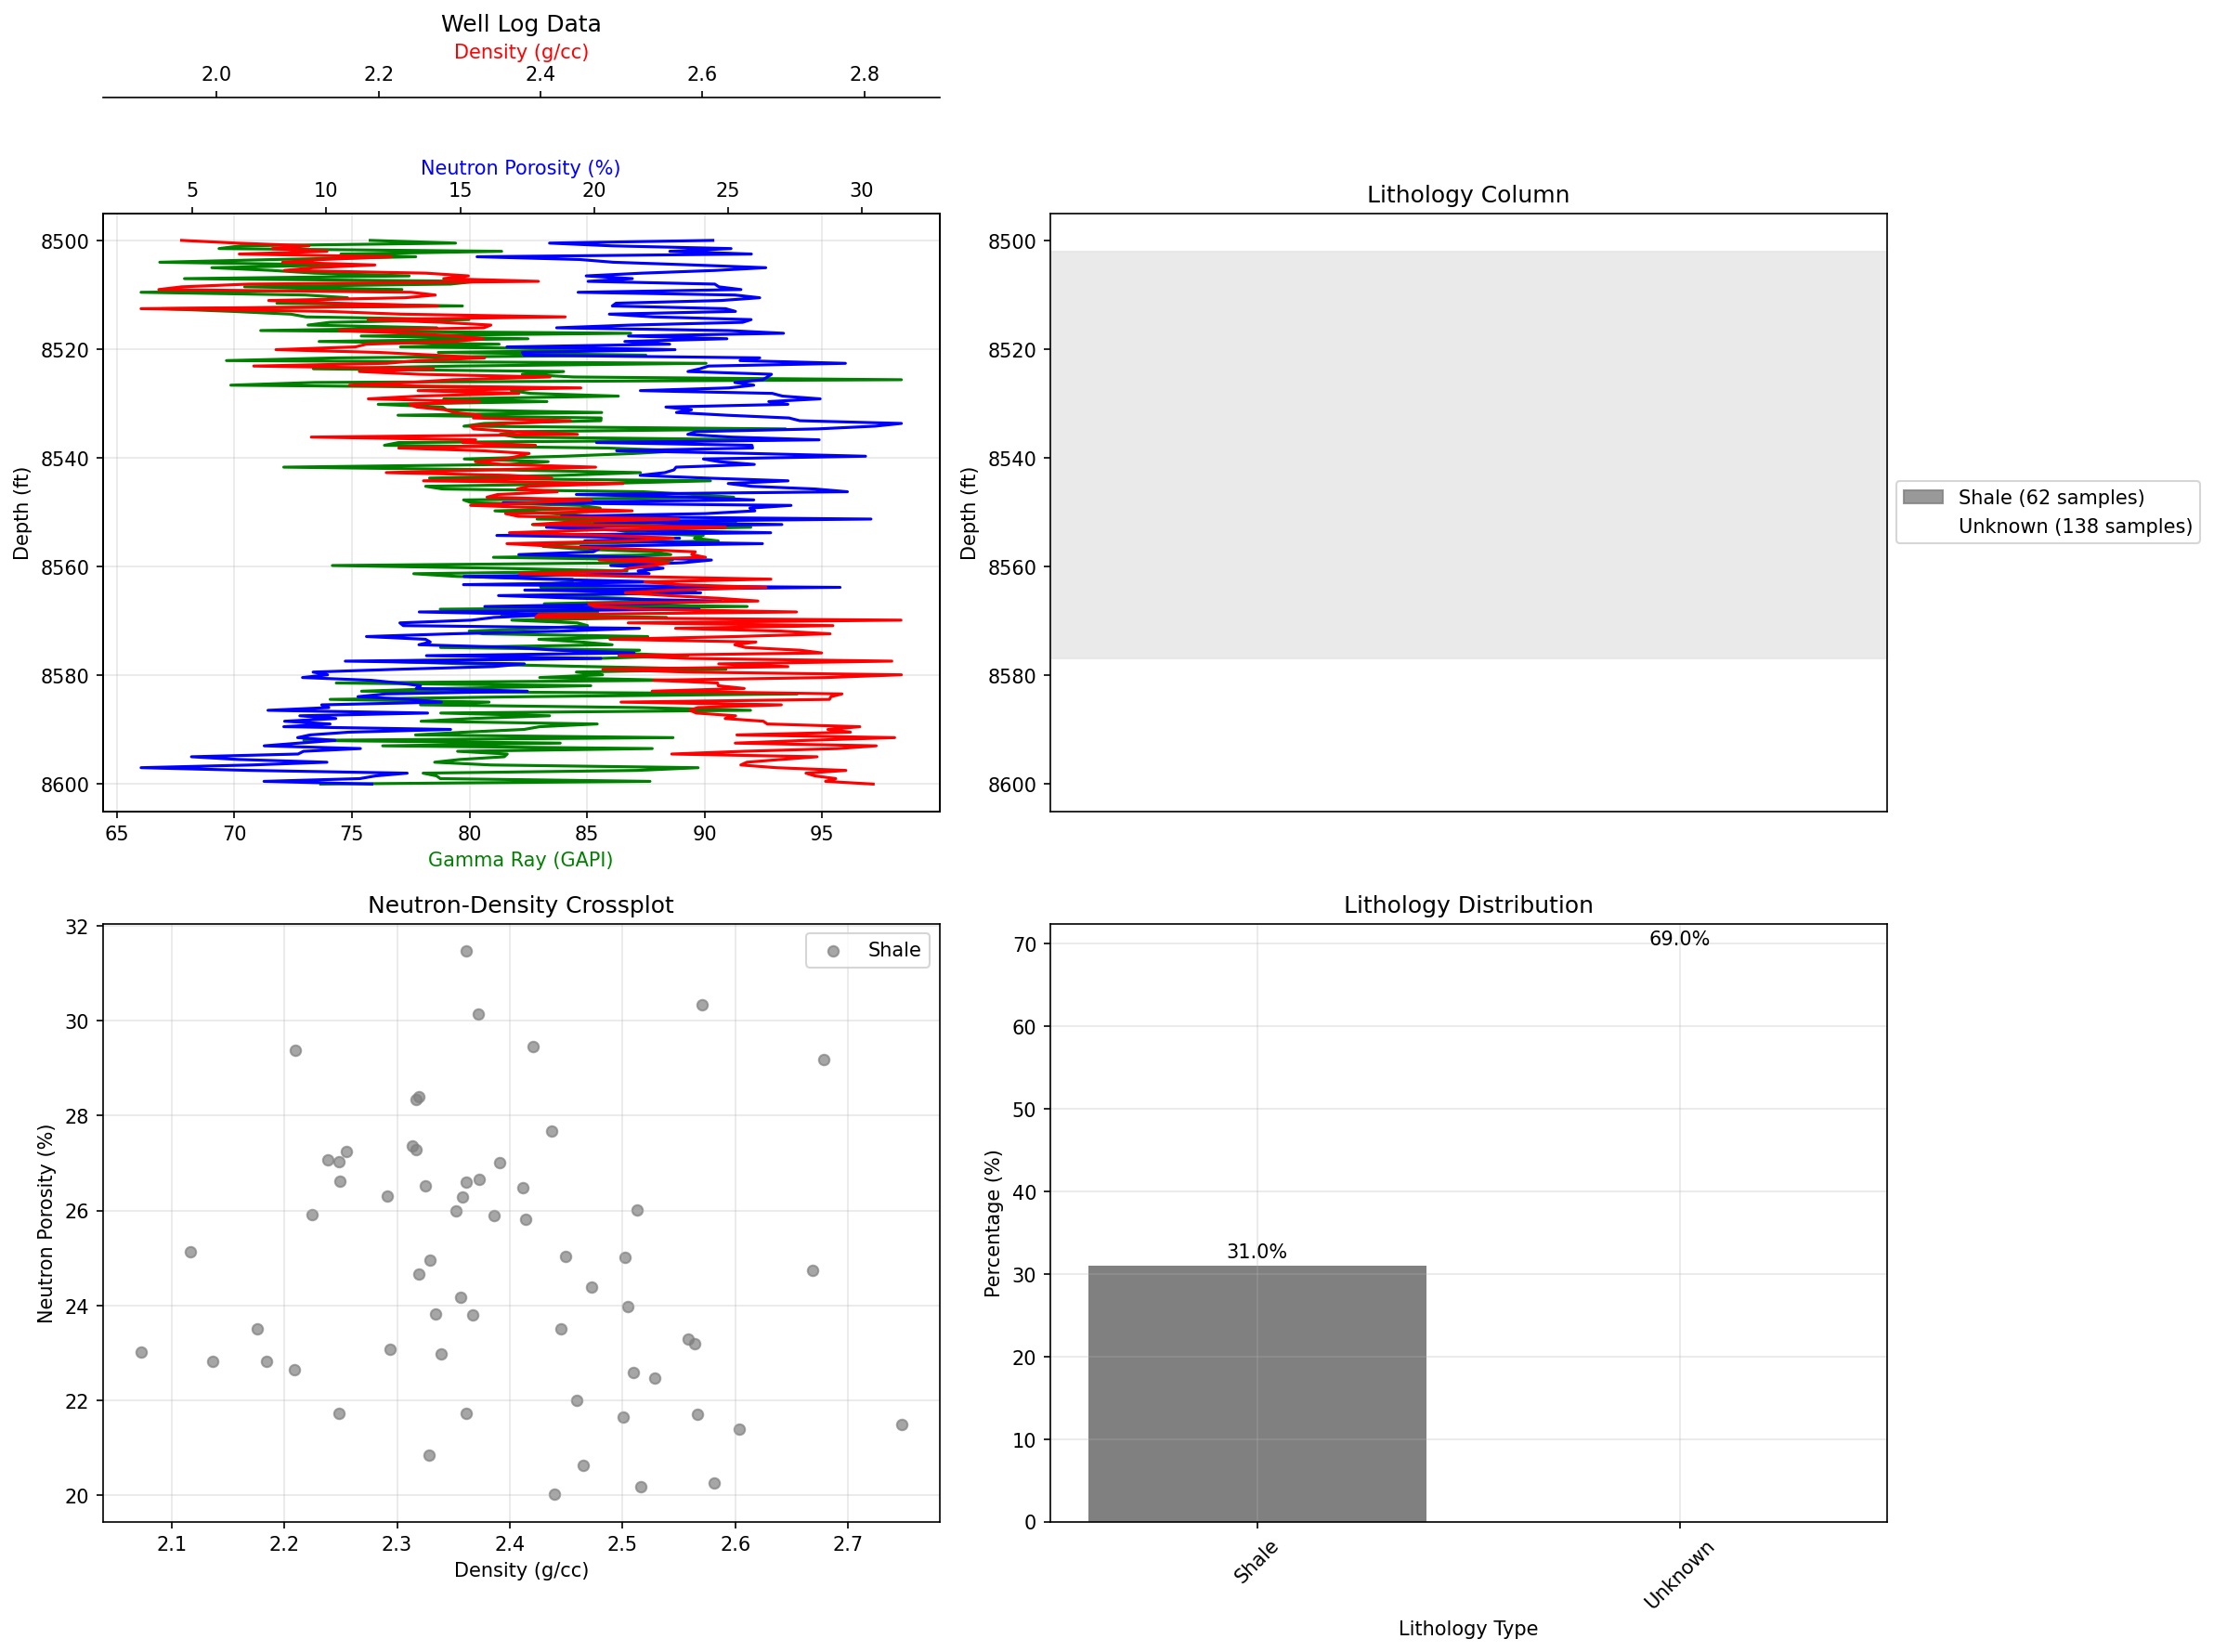 Well Log Data
Density (g/cc)
2.0 2.2 2.4 2.6 2.8
Neutron Porosity (%)
5 10 15 20 25 30
Depth (ft)
8500
8520
8540
8560
8580
8600
65 70 75 80 85 90 95
Gamma Ray (GAPI)
Lithology Column
Depth (ft)
8500
8520
8540
8560
8580
8600
Shale (62 samples)
Unknown (138 samples)
Neutron-Density Crossplot
Shale
Neutron Porosity (%)
32
30
28
26
24
22
20
2.1 2.2 2.3 2.4 2.5 2.6 2.7
Density (g/cc)
Lithology Distribution
Percentage (%)
70
60
50
40
30
20
10
0
31.0%
69.0%
Shale
Unknown
Lithology Type